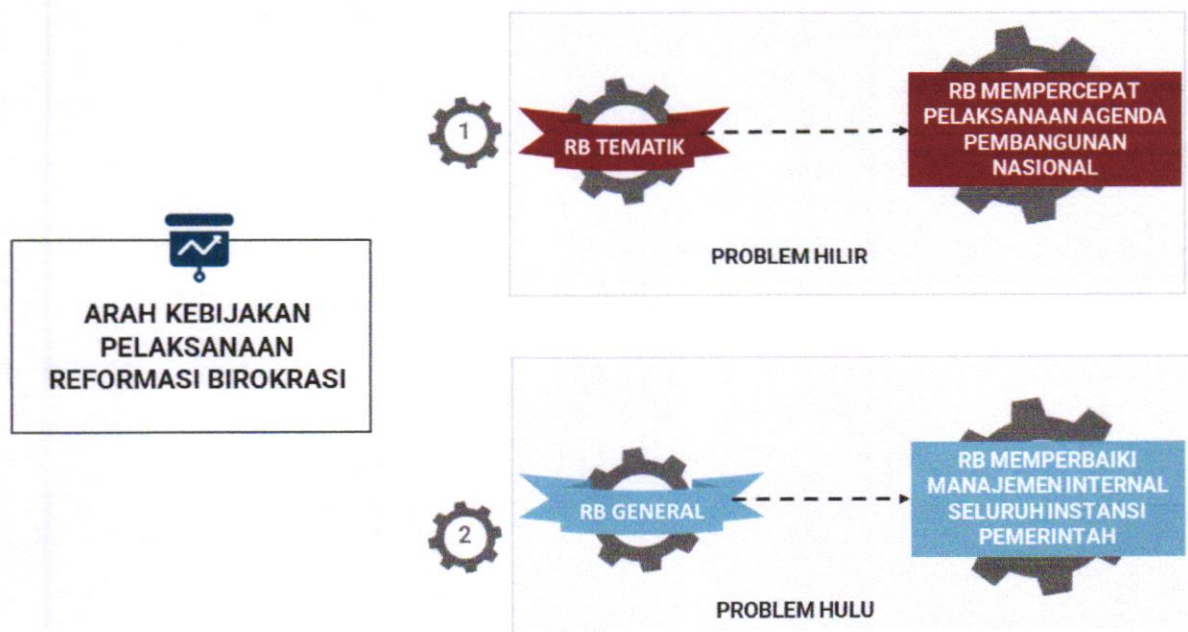 ARAH KEBIJAKAN
PELAKSANAAN
REFORMASI BIROKRASI
1
RB TEMATIK
RB MEMPERCEPAT
PELAKSANAAN AGENDA
PEMBANGUNAN
NASIONAL
PROBLEM HILIR
2
RB GENERAL
RB MEMPERBAIKI
MANAJEMEN INTERNAL
SELURUH INSTANSI
PEMERINTAH
PROBLEM HULU